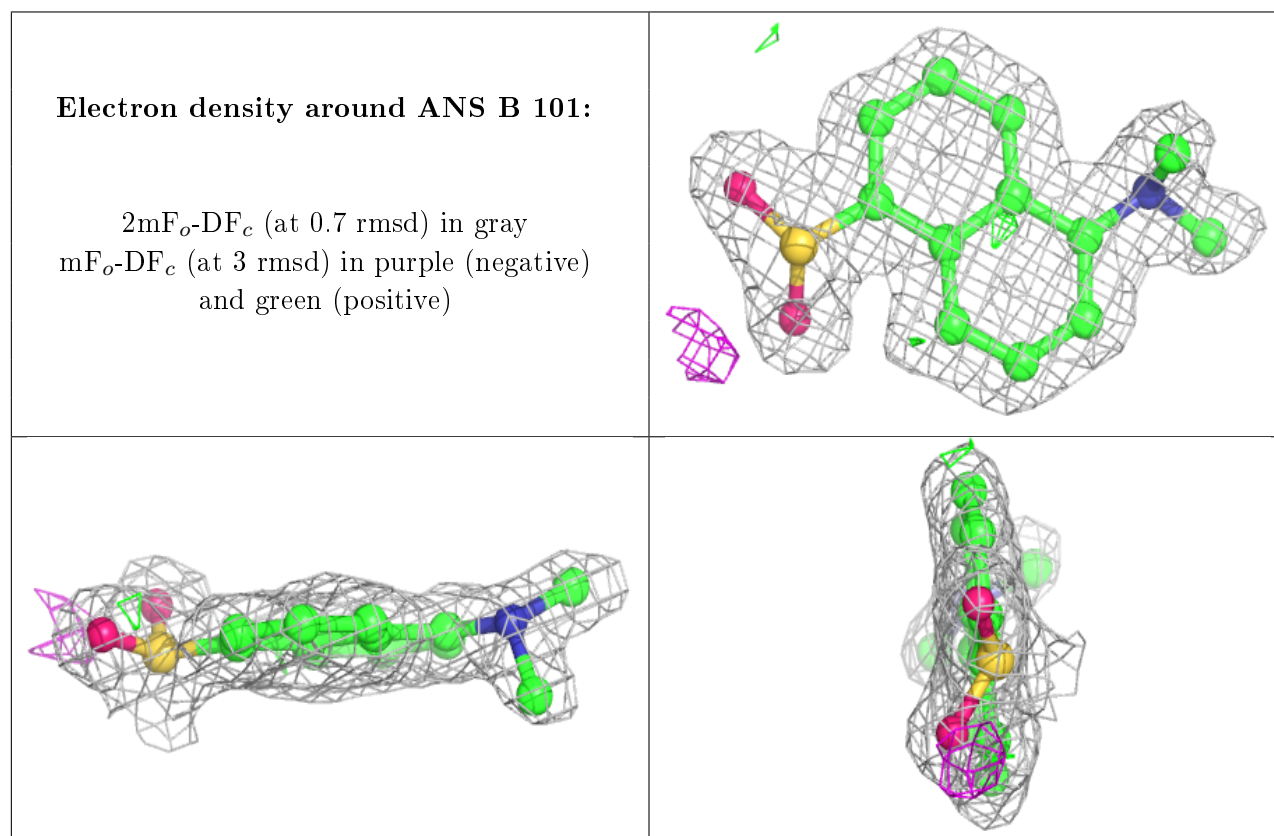 Electron density around ANS B 101:
2mFo-DFc (at 0.7 rmsd) in gray
mFo-DFc (at 3 rmsd) in purple (negative)
and green (positive)